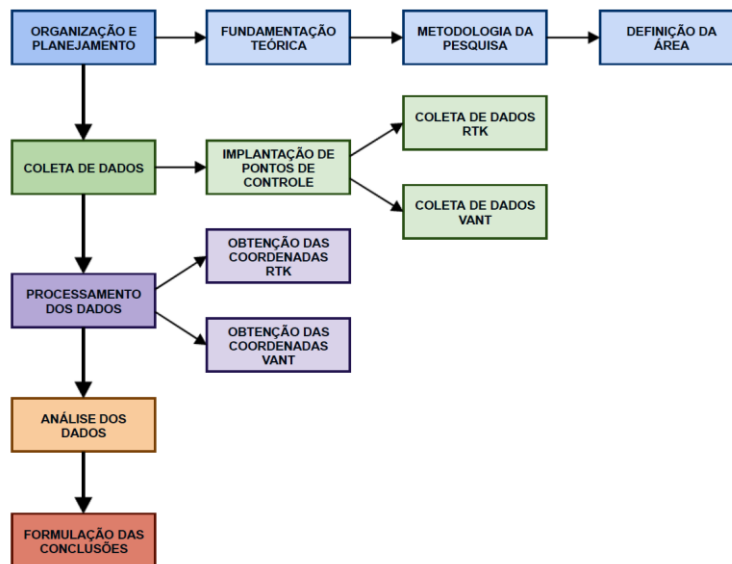 ORGANIZAÇÃO E
PLANEJAMENTO
FUNDAMENTAÇÃO
TEÓRICA
METODOLOGIA DA
PESQUISA
DEFINIÇÃO DA
ÁREA
COLETA DE DADOS
IMPLANTAÇÃO DE
PONTOS DE
CONTROLE
COLETA DE DADOS
RTK
COLETA DE DADOS
VANT
PROCESSAMENTO
DOS DADOS
OBTENÇÃO DAS
COORDENADAS
RTK
OBTENÇÃO DAS
COORDENADAS
VANT
ANÁLISE DOS
DADOS
FORMULAÇÃO DAS
CONCLUSÕES